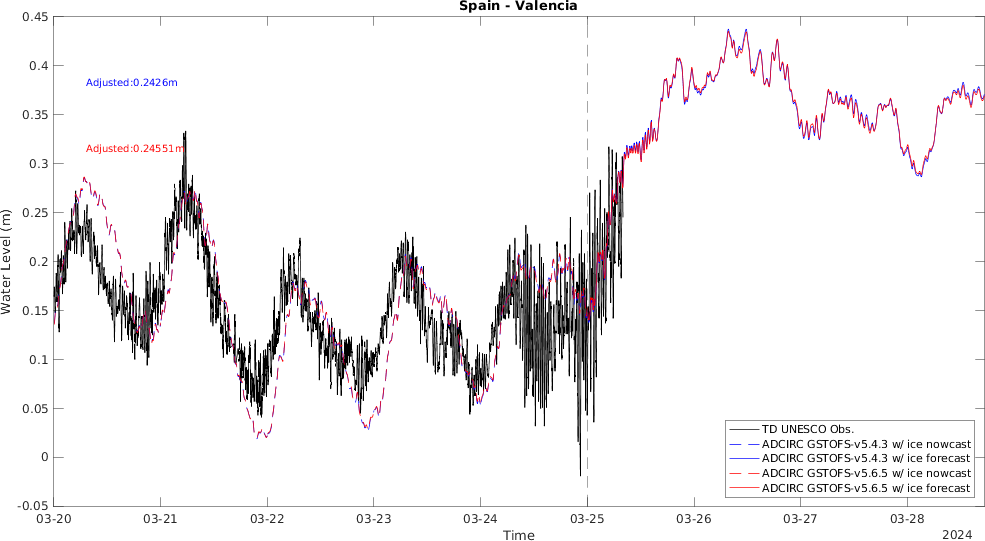 Spain - Valencia
0.45
0.4
0.35
0.3
0.25
0.2
0.15
0.1
0.05
0
-0.05
Water Level (m)
Adjusted:0.2426m
Adjusted:0.24551m
TD UNESCO Obs.
ADCIRC GSTOFS-v5.4.3 w/ ice nowcast
ADCIRC GSTOFS-v5.4.3 w/ ice forecast
ADCIRC GSTOFS-v5.6.5 w/ ice nowcast
ADCIRC GSTOFS-v5.6.5 w/ ice forecast
03-20 03-21 03-22 03-23 03-24 03-25 03-26 03-27 03-28
Time
2024